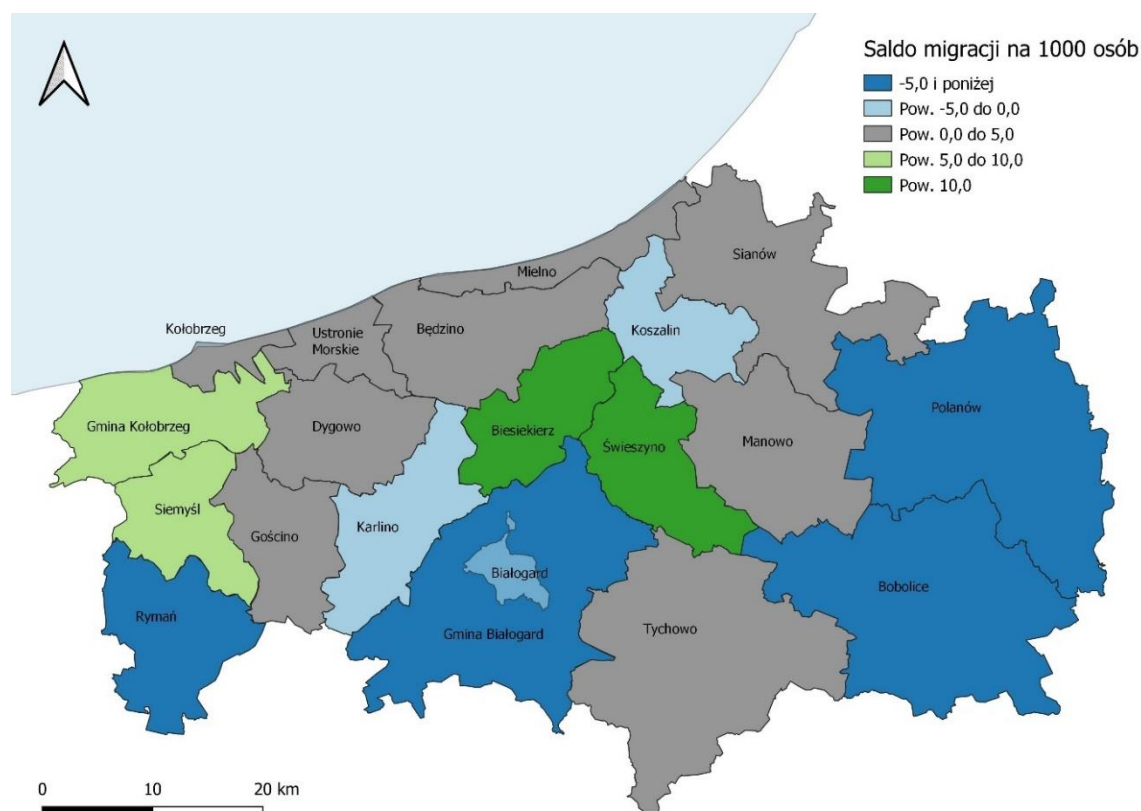 Saldo migracji na 1000 osób
-5,0 i poniżej
Pow. -5,0 do 0,0
Pow. 0,0 do 5,0
Pow. 5,0 do 10,0
Pow. 10,0
Sianów
Mielno
Kołobrzeg
Ustronie
Morskie
Będzino
Koszalin
Gmina Kołobrzeg
Dygowo
Biesiekierz
Świeszyno
Manowo
Polanów
Siemyśl
Gościno
Karlino
Białogard
Bobolice
Rymań
Gmina Białogard
Tychowo
0 10 20 km